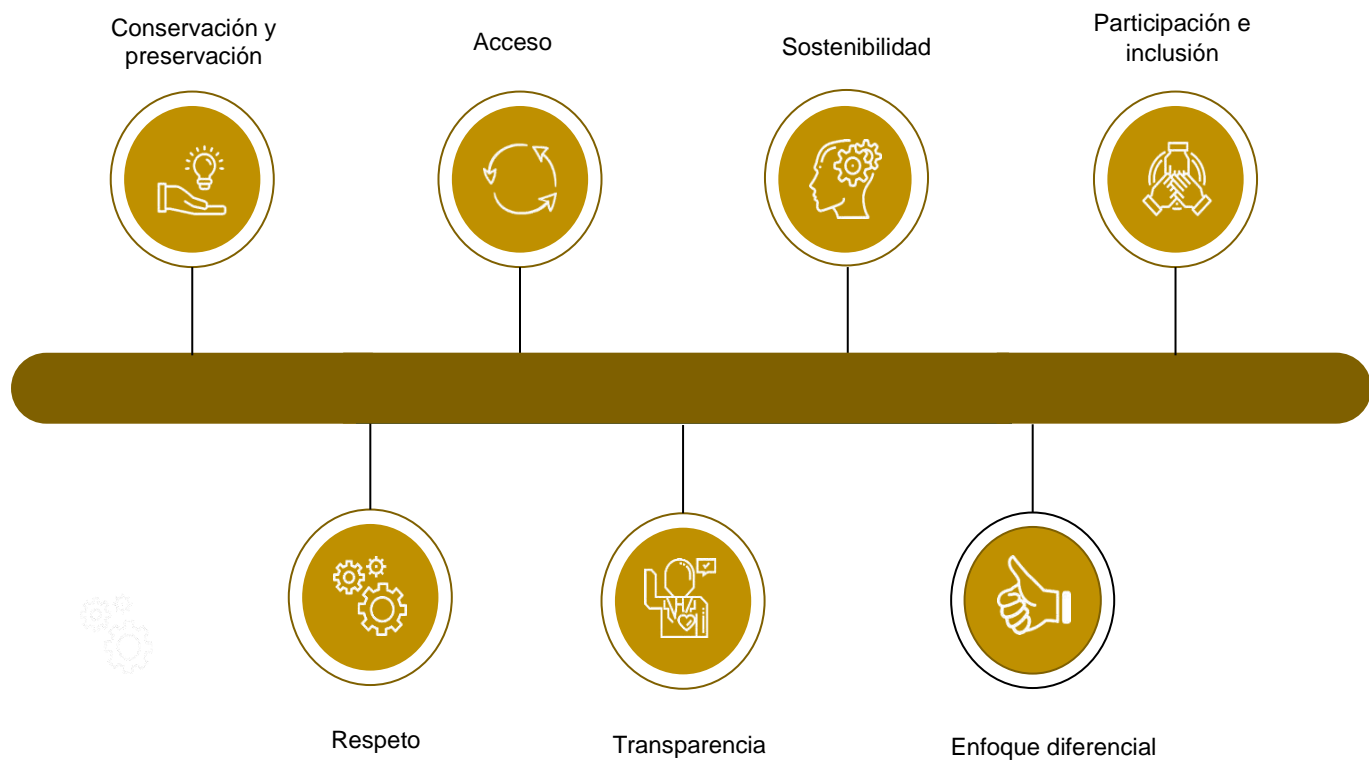 Conservación y
preservación
Acceso
Sostenibilidad
Participación e
inclusión
Respeto
Transparencia
Enfoque diferencial